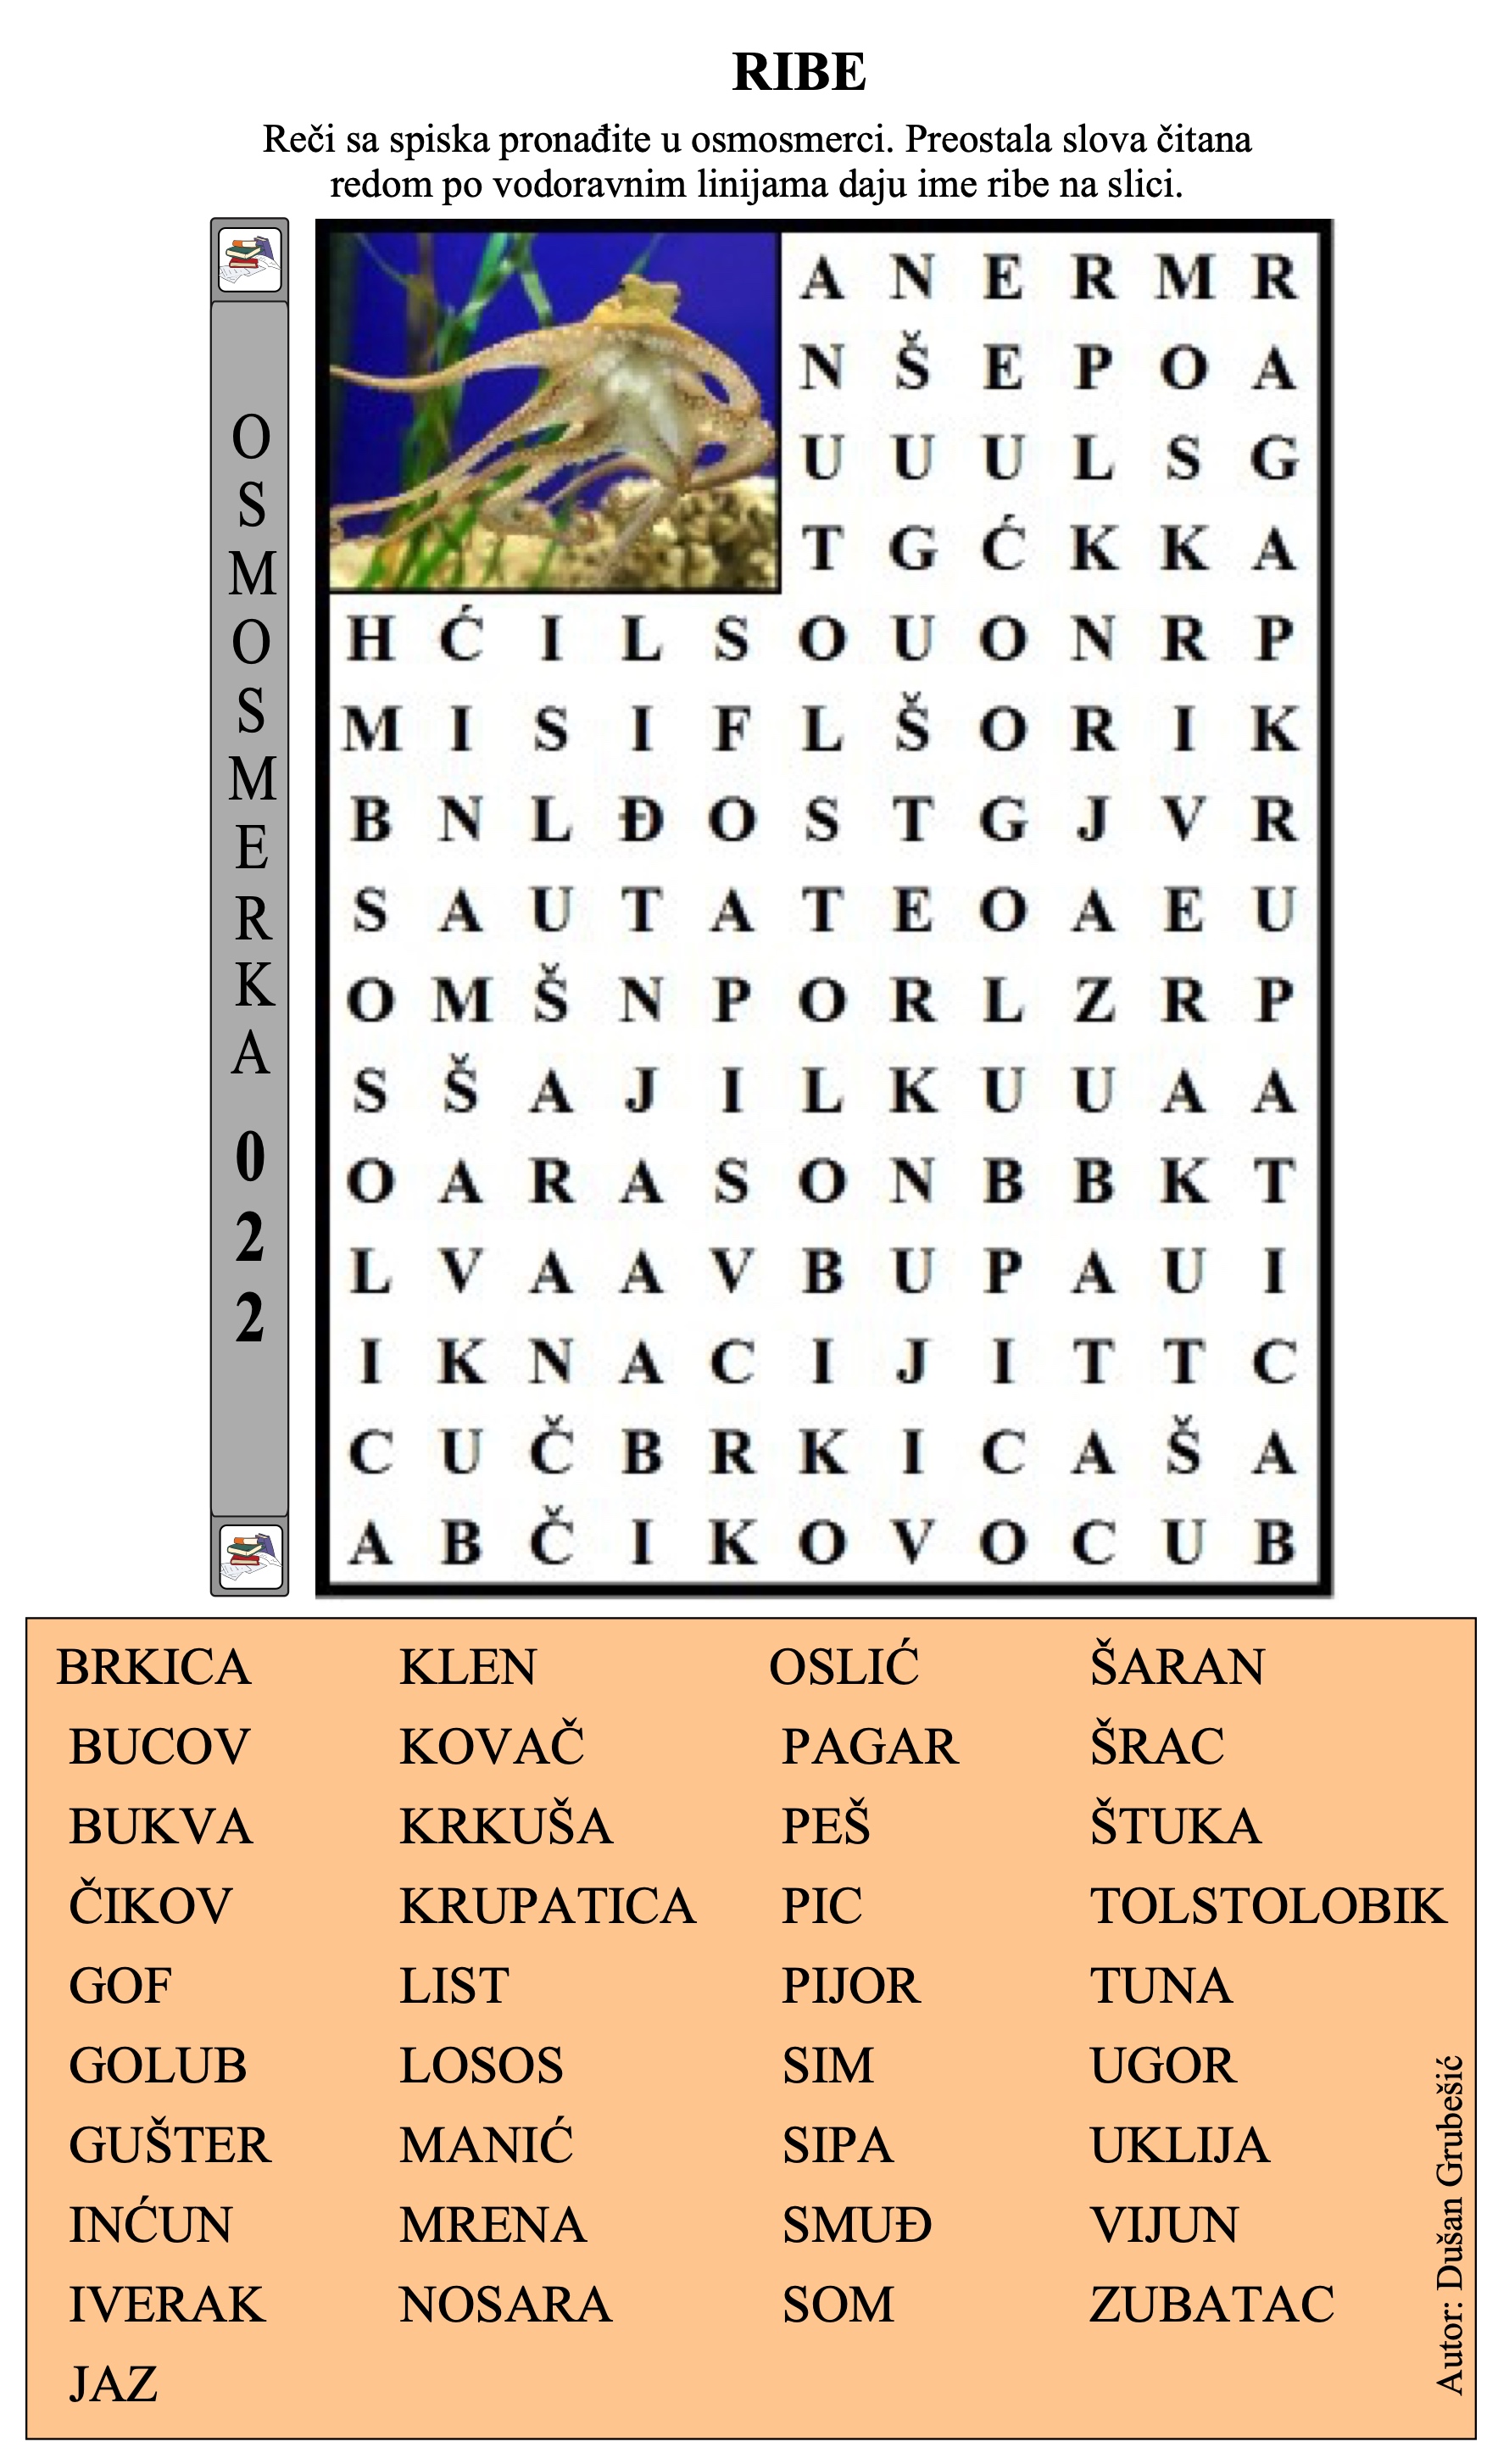 RIBE
Reči sa spiska pronađite u osmosmerci. Preostala slova čitana
redom po vodoravnim linijama daju ime ribe na slici.
OSMOSMERKA 022
A N E R M R
N Š E P O A
U U U L S G
T G Ć K K A
H Ć I L S O U O N R P
M I S I F L Š O R I K
B N L Đ O S T G J V R
S A U T A T E O A E U
O M Š N P O R L Z R P
S Š A J I L K U U A A
O A R A S O N B B K T
L V A A V B U P A U I
I K N A C I J I T T C
C U Č B R K I C A Š A
A B Č I K O V O C U B
BRKICA KLEN OSLIĆ ŠARAN
BUCOV KOVAČ PAGAR ŠRAC
BUKVA KRKUŠA PEŠ ŠTUKA
ČIKOV KRUPATICA PIC TOLSTOLOBIK
GOF LIST PIJOR TUNA
GOLUB LOSOS SIM UGOR
GUŠTER MANIĆ SIPA UKLIJA
INĆUN MRENA SMUĐ VIJUN
IVERAK NOSARA SOM ZUBATAC
JAZ
Autor: Dušan Grubešić